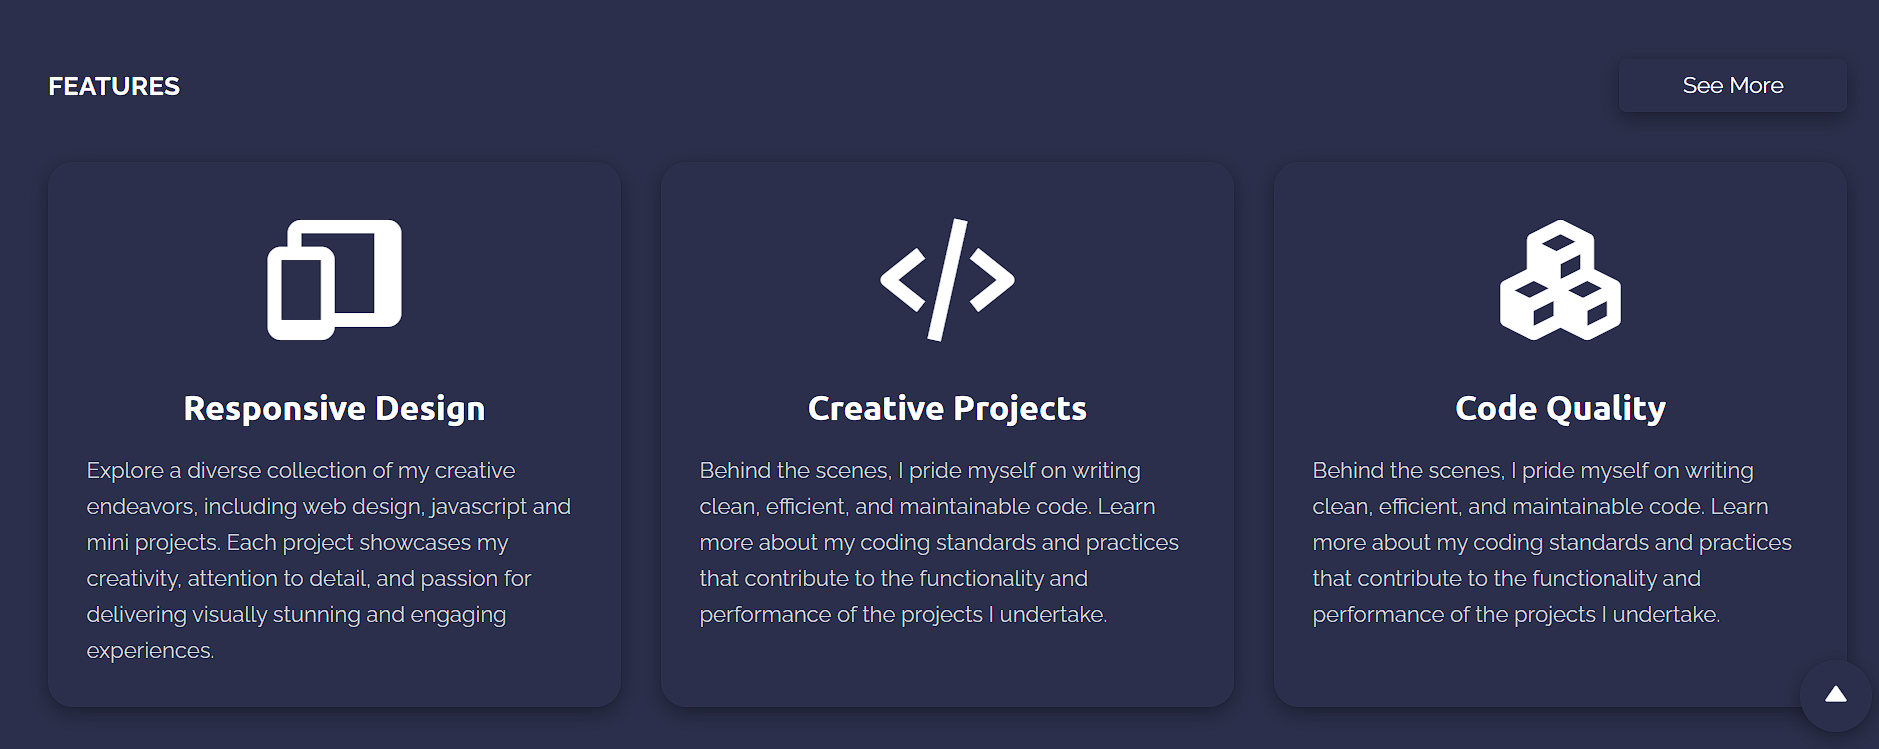 FEATURES
See More
Responsive Design
Explore a diverse collection of my creative
endeavors, including web design, javascript and
mini projects. Each project showcases my
creativity, attention to detail, and passion for
delivering visually stunning and engaging
experiences.
Creative Projects
Behind the scenes, I pride myself on writing
clean, efficient, and maintainable code. Learn
more about my coding standards and practices
that contribute to the functionality and
performance of the projects I undertake.
Code Quality
Behind the scenes, I pride myself on writing
clean, efficient, and maintainable code. Learn
more about my coding standards and practices
that contribute to the functionality and
performance of the projects I undertake.